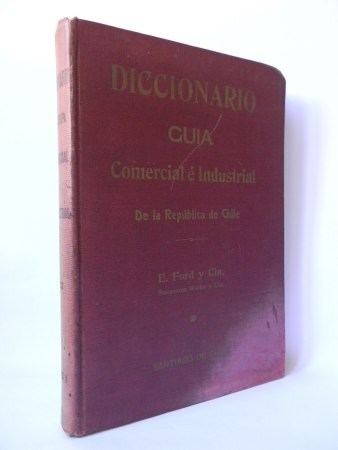 DICCIONARIO
GUIA
Comercial é Industrial
De la República de Chile
E. Ford y Cia.
SANTIAGO DE